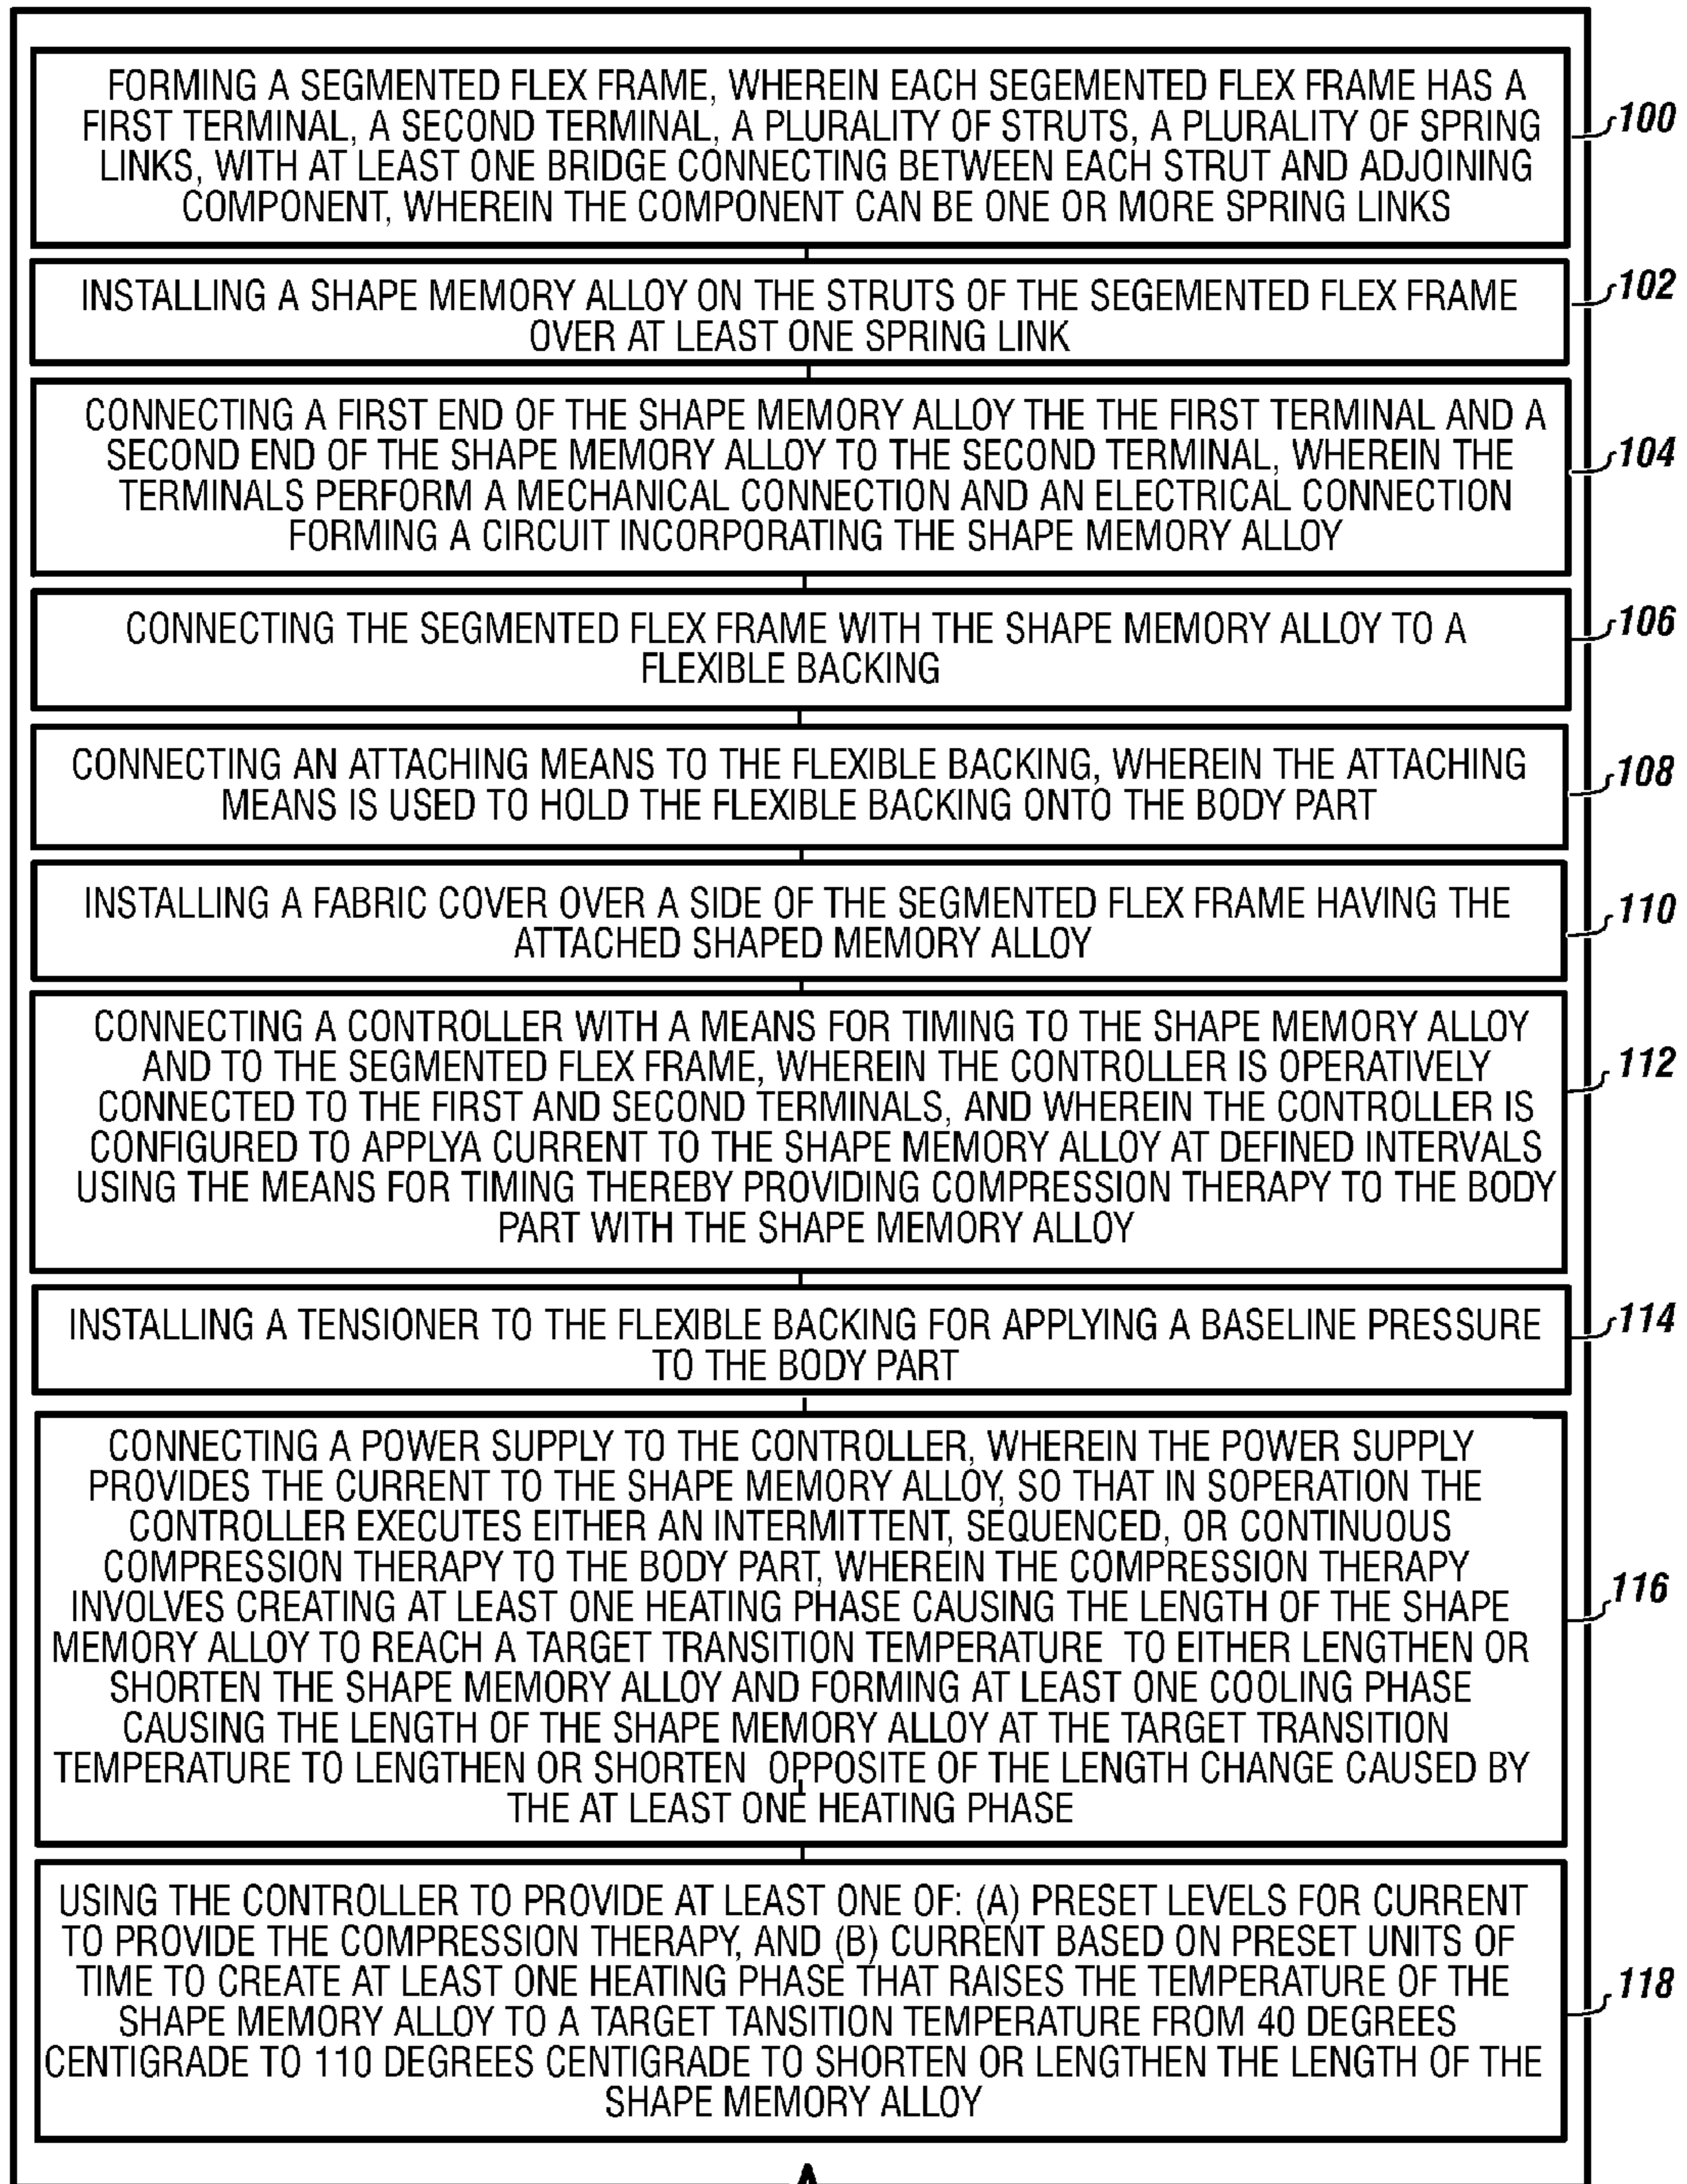 FORMING A SEGMENTED FLEX FRAME, WHEREIN EACH SEGEMENTED FLEX FRAME HAS A
FIRST TERMINAL, A SECOND TERMINAL, A PLURALITY OF STRUTS, A PLURALITY OF SPRING
LINKS, WITH AT LEAST ONE BRIDGE CONNECTING BETWEEN EACH STRUT AND ADJOINING
COMPONENT, WHEREIN THE COMPONENT CAN BE ONE OR MORE SPRING LINKS
100
INSTALLING A SHAPE MEMORY ALLOY ON THE STRUTS OF THE SEGEMENTED FLEX FRAME
OVER AT LEAST ONE SPRING LINK
102
CONNECTING A FIRST END OF THE SHAPE MEMORY ALLOY THE THE FIRST TERMINAL AND A
SECOND END OF THE SHAPE MEMORY ALLOY TO THE SECOND TERMINAL, WHEREIN THE
TERMINALS PERFORM A MECHANICAL CONNECTION AND AN ELECTRICAL CONNECTION
FORMING A CIRCUIT INCORPORATING THE SHAPE MEMORY ALLOY
104
CONNECTING THE SEGMENTED FLEX FRAME WITH THE SHAPE MEMORY ALLOY TO A
FLEXIBLE BACKING
106
CONNECTING AN ATTACHING MEANS TO THE FLEXIBLE BACKING, WHEREIN THE ATTACHING
MEANS IS USED TO HOLD THE FLEXIBLE BACKING ONTO THE BODY PART
108
INSTALLING A FABRIC COVER OVER A SIDE OF THE SEGMENTED FLEX FRAME HAVING THE
ATTACHED SHAPED MEMORY ALLOY
110
CONNECTING A CONTROLLER WITH A MEANS FOR TIMING TO THE SHAPE MEMORY ALLOY
AND TO THE SEGMENTED FLEX FRAME, WHEREIN THE CONTROLLER IS OPERATIVELY
CONNECTED TO THE FIRST AND SECOND TERMINALS, AND WHEREIN THE CONTROLLER IS
CONFIGURED TO APPLYA CURRENT TO THE SHAPE MEMORY ALLOY AT DEFINED INTERVALS
USING THE MEANS FOR TIMING THEREBY PROVIDING COMPRESSION THERAPY TO THE BODY
PART WITH THE SHAPE MEMORY ALLOY
112
INSTALLING A TENSIONER TO THE FLEXIBLE BACKING FOR APPLYING A BASELINE PRESSURE
TO THE BODY PART
114
CONNECTING A POWER SUPPLY TO THE CONTROLLER, WHEREIN THE POWER SUPPLY
PROVIDES THE CURRENT TO THE SHAPE MEMORY ALLOY, SO THAT IN SOPERATION THE
CONTROLLER EXECUTES EITHER AN INTERMITTENT, SEQUENCED, OR CONTINUOUS
COMPRESSION THERAPY TO THE BODY PART, WHEREIN THE COMPRESSION THERAPY
INVOLVES CREATING AT LEAST ONE HEATING PHASE CAUSING THE LENGTH OF THE SHAPE
MEMORY ALLOY TO REACH A TARGET TRANSITION TEMPERATURE TO EITHER LENGTHEN OR
SHORTEN THE SHAPE MEMORY ALLOY AND FORMING AT LEAST ONE COOLING PHASE
CAUSING THE LENGTH OF THE SHAPE MEMORY ALLOY AT THE TARGET TRANSITION
TEMPERATURE TO LENGTHEN OR SHORTEN OPPOSITE OF THE LENGTH CHANGE CAUSED BY
THE AT LEAST ONE HEATING PHASE
116
USING THE CONTROLLER TO PROVIDE AT LEAST ONE OF: (A) PRESET LEVELS FOR CURRENT
TO PROVIDE THE COMPRESSION THERAPY, AND (B) CURRENT BASED ON PRESET UNITS OF
TIME TO CREATE AT LEAST ONE HEATING PHASE THAT RAISES THE TEMPERATURE OF THE
SHAPE MEMORY ALLOY TO A TARGET TANSITION TEMPERATURE FROM 40 DEGREES
CENTIGRADE TO 110 DEGREES CENTIGRADE TO SHORTEN OR LENGTHEN THE LENGTH OF THE
SHAPE MEMORY ALLOY
118